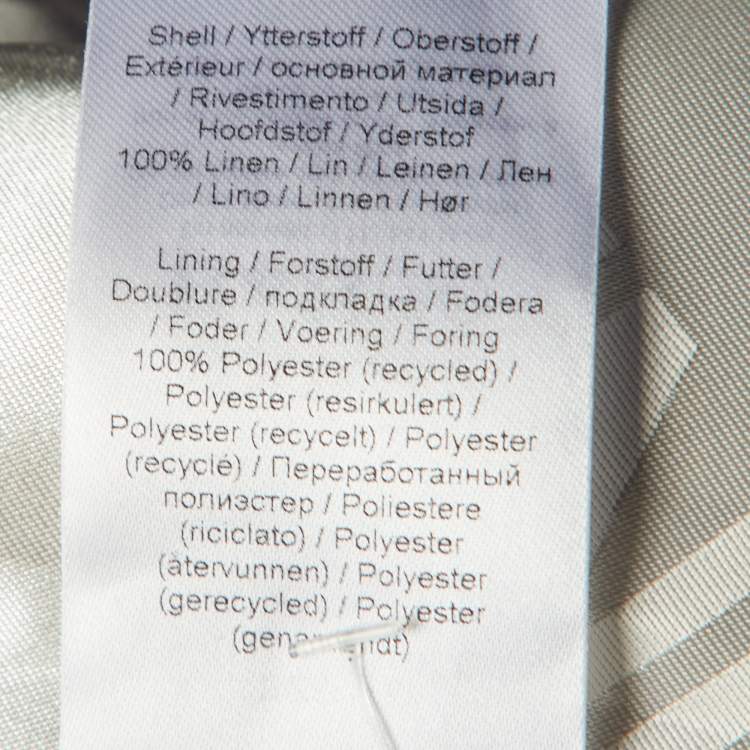 Shell / Ytterstoff / Oberstoff /
Extérieur / основной материал
/ Rivestimento / Utsida /
Hoofdstof / Yderstof
100% Linen / Lin / Leinen / Лен
/ Lino / Linnen / Hør
Lining / Forstoff / Futter /
Doublure / подкладка / Fodera
/ Foder / Voering / Foring
100% Polyester (recycled) /
Polyester (resirkulert) /
Polyester (recycelt) / Polyester
(recyclé) / Переработанный
полиэстер / Poliestere
(riciclato) / Polyester
(återvunnen) / Polyester
(gerecycled) / Polyester